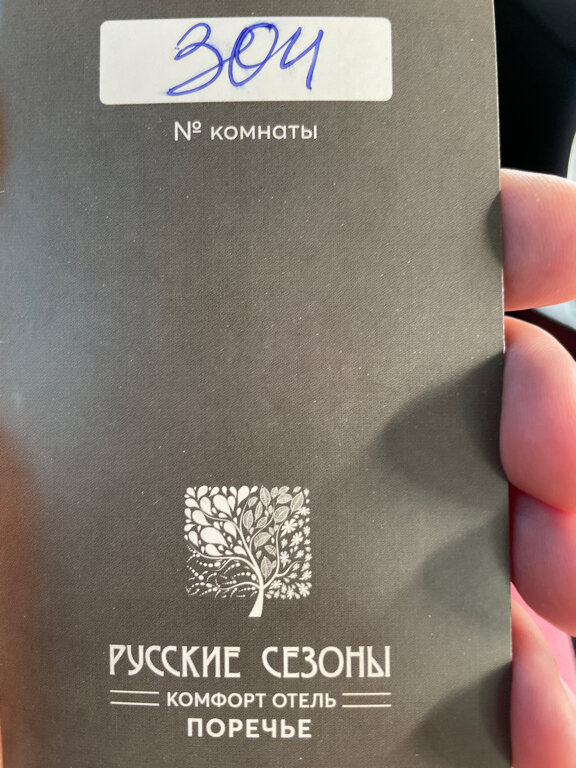 304
№ комнаты
РУССКИЕ СЕЗОНЫ
КОМФОРТ ОТЕЛЬ
ПОРЕЧЬЕ